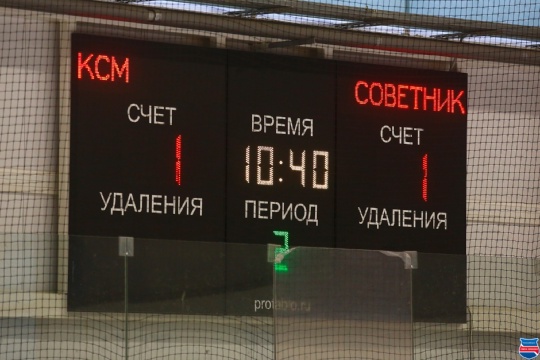 КСМ
СОВЕТНИК
СЧЕТ
ВРЕМЯ
СЧЕТ
1
10:40
1
УДАЛЕНИЯ
ПЕРИОД
УДАЛЕНИЯ
2